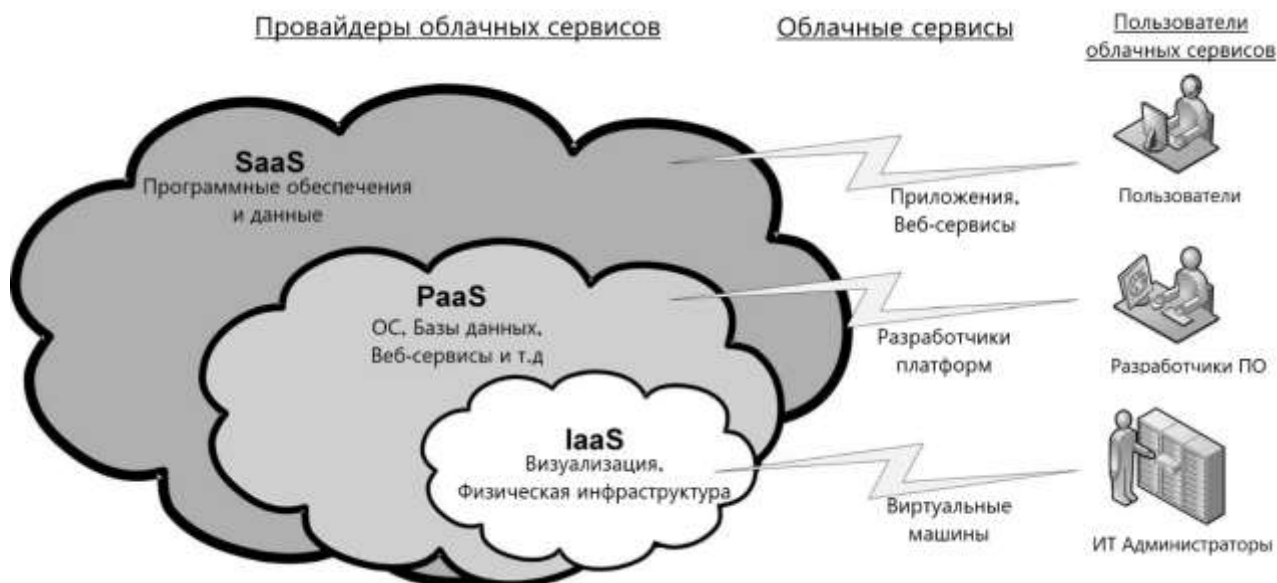 Провайдеры облачных сервисов
Облачные сервисы
Пользователи
облачных сервисов
SaaS
Программные обеспечения
и данные
Приложения,
Веб-сервисы
Пользователи
PaaS
ОС, Базы данных,
Веб-сервисы и т.д
Разработчики
платформ
Разработчики ПО
IaaS
Визуализация,
Физическая инфраструктура
Виртуальные
машины
ИТ Администраторы